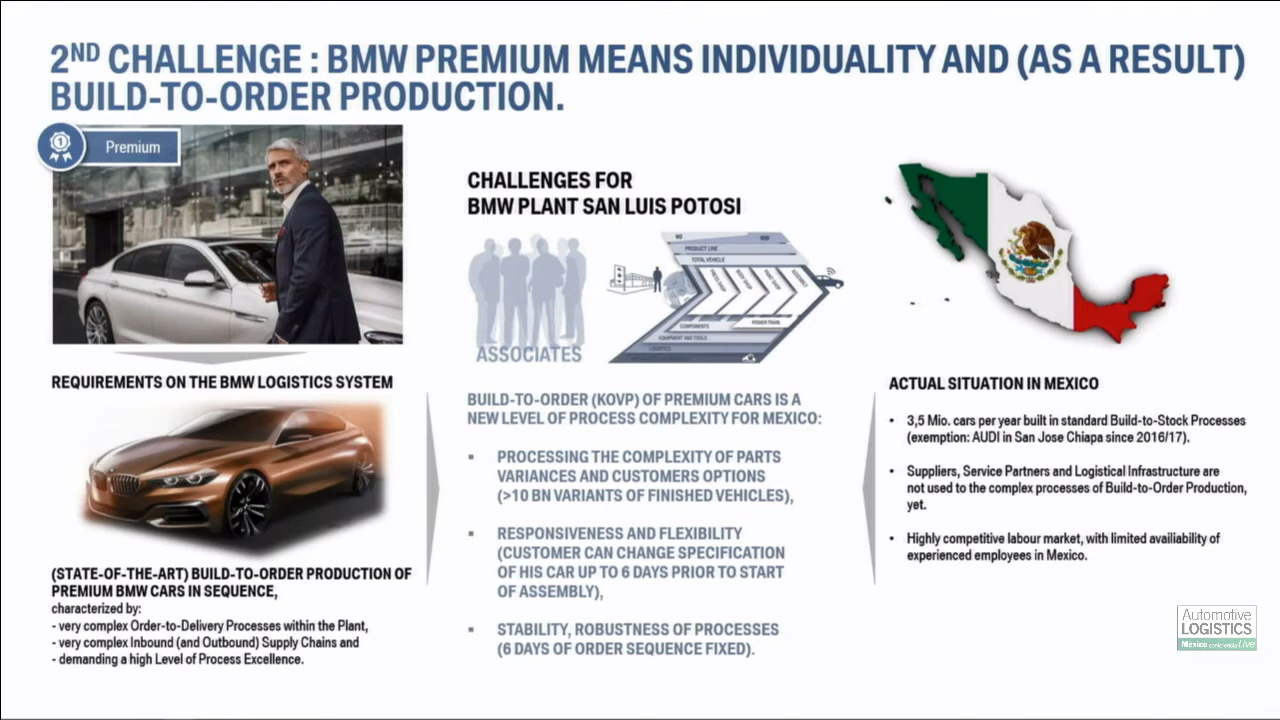 2ND CHALLENGE : BMW PREMIUM MEANS INDIVIDUALITY AND (AS A RESULT)
BUILD-TO-ORDER PRODUCTION.
1
Premium
REQUIREMENTS ON THE BMW LOGISTICS SYSTEM
(STATE-OF-THE-ART) BUILD-TO-ORDER PRODUCTION OF
PREMIUM BMW CARS IN SEQUENCE,
characterized by:
- very complex Order-to-Delivery Processes within the Plant,
- very complex Inbound (and Outbound) Supply Chains and
- demanding a high Level of Process Excellence.
CHALLENGES FOR
BMW PLANT SAN LUIS POTOSI
ASSOCIATES
PRODUCT LINE
TOTAL VEHICLE
COMPONENTS
POWER TRAIN
EQUIPMENT AND TOOLS
LOGISTICS
BUILD-TO-ORDER (KOVP) OF PREMIUM CARS IS A
NEW LEVEL OF PROCESS COMPLEXITY FOR MEXICO:
▪ PROCESSING THE COMPLEXITY OF PARTS
VARIANCES AND CUSTOMERS OPTIONS
(>10 BN VARIANTS OF FINISHED VEHICLES),
▪ RESPONSIVENESS AND FLEXIBILITY
(CUSTOMER CAN CHANGE SPECIFICATION
OF HIS CAR UP TO 6 DAYS PRIOR TO START
OF ASSEMBLY),
▪ STABILITY, ROBUSTNESS OF PROCESSES
(6 DAYS OF ORDER SEQUENCE FIXED).
ACTUAL SITUATION IN MEXICO
• 3,5 Mio. cars per year built in standard Build-to-Stock Processes
(exemption: AUDI in San Jose Chiapa since 2016/17).
• Suppliers, Service Partners and Logistical Infrastructure are
not used to the complex processes of Build-to-Order Production,
yet.
• Highly competitive labour market, with limited availiability of
experienced employees in Mexico.
Automotive
LOGISTICS
México conferencia Live